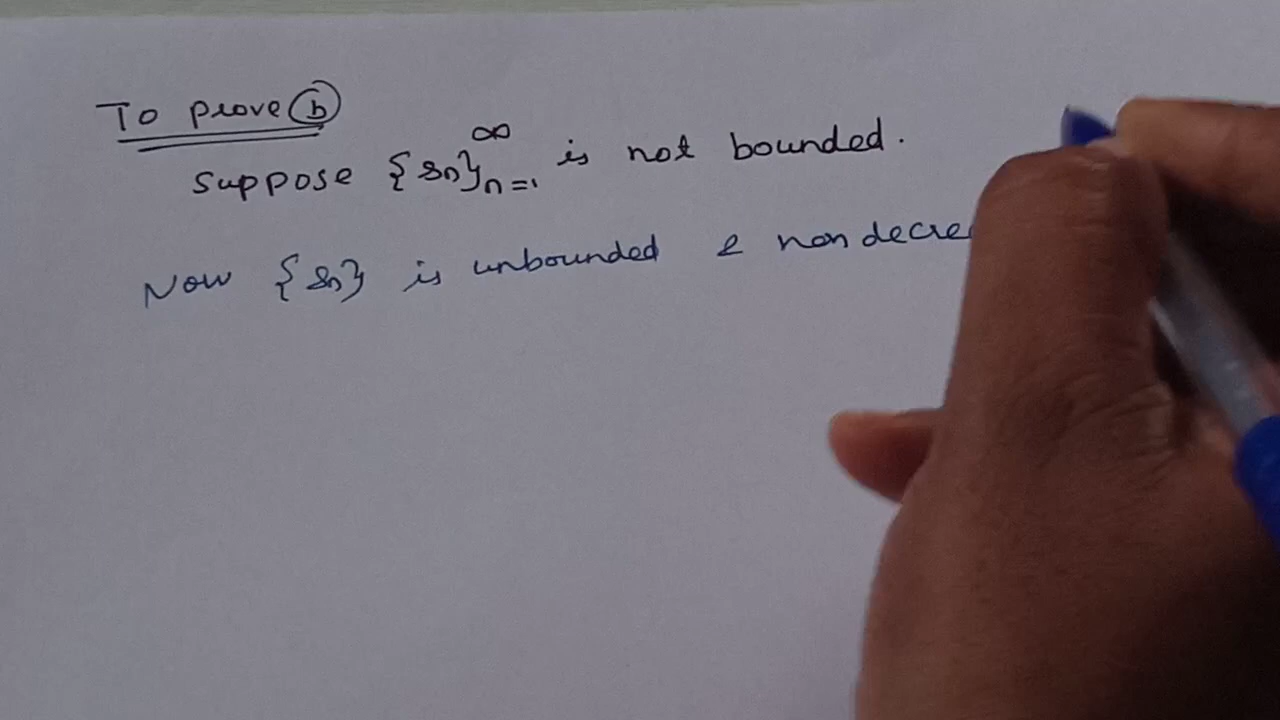 To prove (b)
suppose {sn}∞n=1 is not bounded.
Now {sn} is unbounded & nondecre